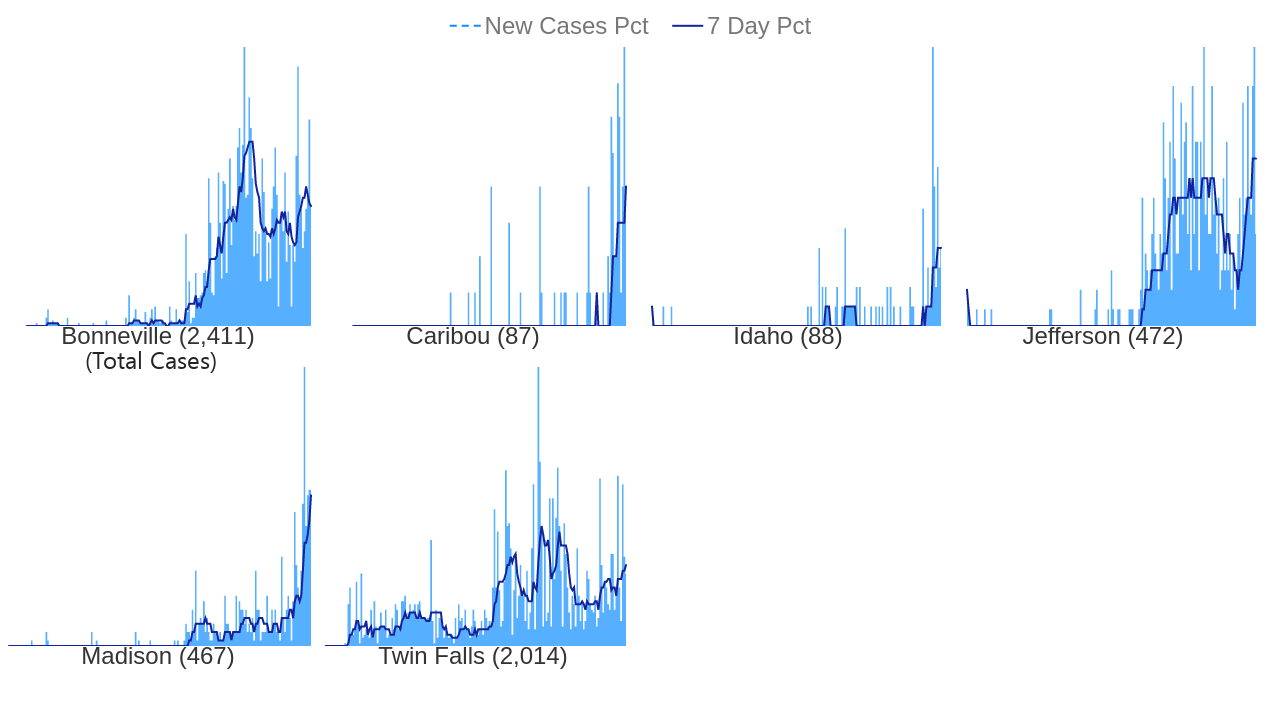 New Cases Pct 7 Day Pct
Bonneville (2,411) Caribou (87) Idaho (88) Jefferson (472)
(Total Cases)
Madison (467) Twin Falls (2,014)